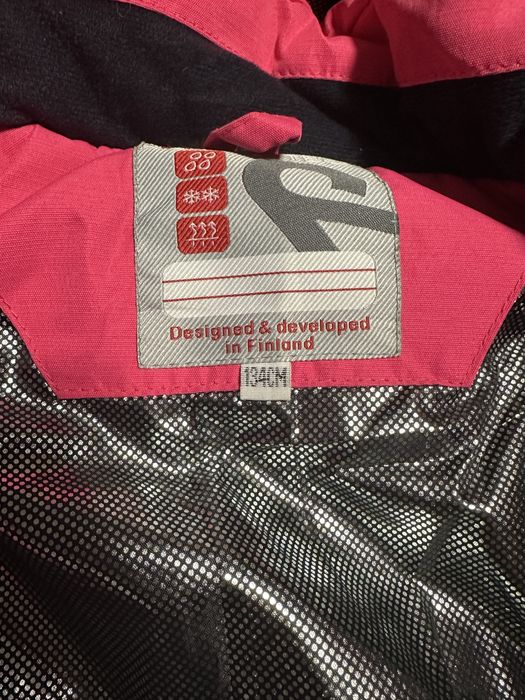 Designed & developed
in Finland
134CM